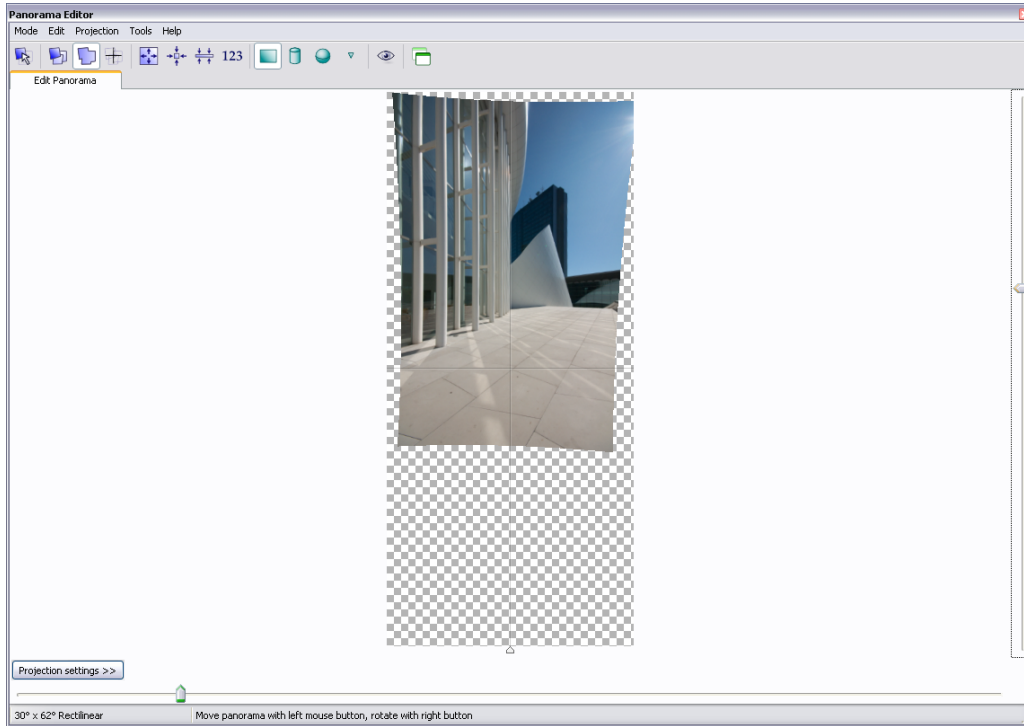 Panorama Editor
Mode Edit Projection Tools Help
123
Edit Panorama
Projection settings >>
30° x 62° Rectilinear Move panorama with left mouse button, rotate with right button